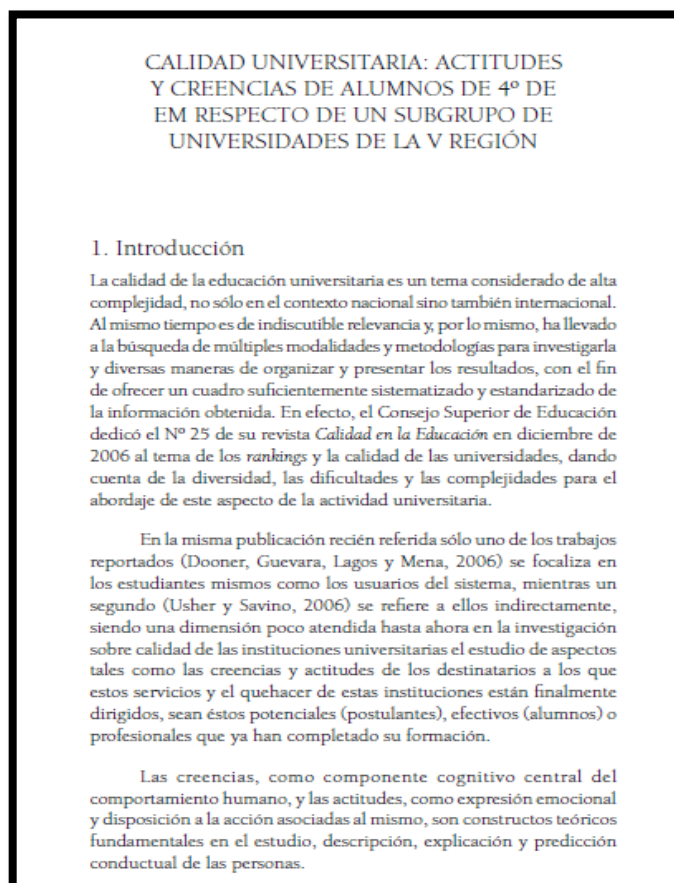 CALIDAD UNIVERSITARIA: ACTITUDES
Y CREENCIAS DE ALUMNOS DE 4º DE
EM RESPECTO DE UN SUBGRUPO DE
UNIVERSIDADES DE LA V REGIÓN
1. Introducción
La calidad de la educación universitaria es un tema considerado de alta
complejidad, no sólo en el contexto nacional sino también internacional.
Al mismo tiempo es de indiscutible relevancia y, por lo mismo, ha llevado
a la búsqueda de múltiples modalidades y metodologías para investigarla
y diversas maneras de organizar y presentar los resultados, con el fin
de ofrecer un cuadro suficientemente sistematizado y estandarizado de
la información obtenida. En efecto, el Consejo Superior de Educación
dedicó el Nº 25 de su revista Calidad en la Educación en diciembre de
2006 al tema de los rankings y la calidad de las universidades, dando
cuenta de la diversidad, las dificultades y las complejidades para el
abordaje de este aspecto de la actividad universitaria.
En la misma publicación recién referida sólo uno de los trabajos
reportados (Dooner, Guevara, Lagos y Mena, 2006) se focaliza en
los estudiantes mismos como los usuarios del sistema, mientras un
segundo (Usher y Savino, 2006) se refiere a ellos indirectamente,
siendo una dimensión poco atendida hasta ahora en la investigación
sobre calidad de las instituciones universitarias el estudio de aspectos
tales como las creencias y actitudes de los destinatarios a los que
estos servicios y el quehacer de estas instituciones están finalmente
dirigidos, sean éstos potenciales (postulantes), efectivos (alumnos) o
profesionales que ya han completado su formación.
Las creencias, como componente cognitivo central del
comportamiento humano, y las actitudes, como expresión emocional
y disposición a la acción asociadas al mismo, son constructos teóricos
fundamentales en el estudio, descripción, explicación y predicción
conductual de las personas.